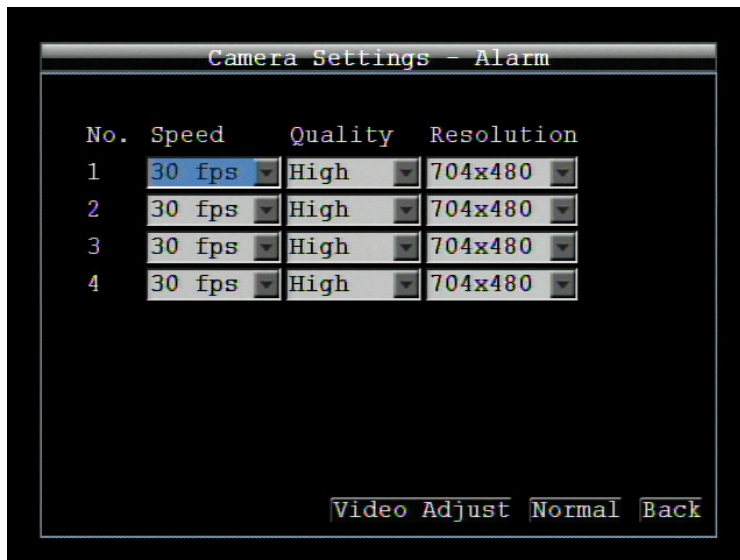 Camera Settings - Alarm
No. Speed Quality Resolution
1 30 fps High 704x480
2 30 fps High 704x480
3 30 fps High 704x480
4 30 fps High 704x480
Video Adjust Normal Back